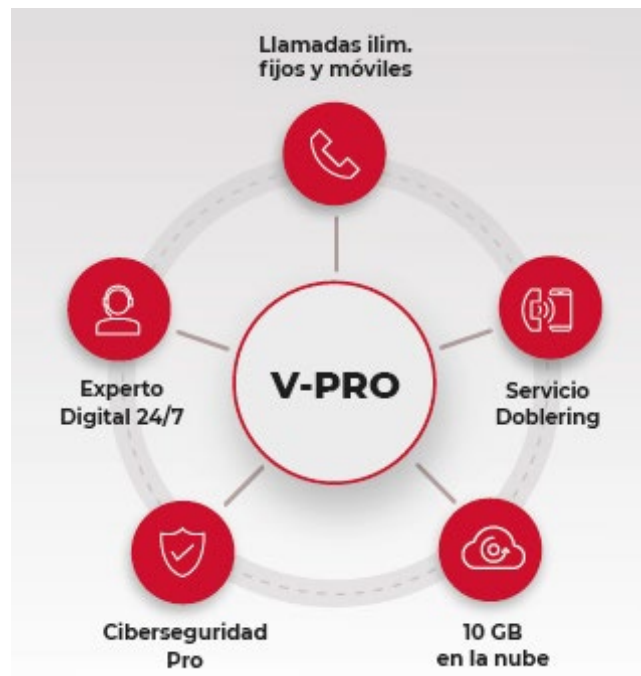 Llamadas ilim.
fijos y móviles
Experto
Digital 24/7
V-PRO
Servicio
Doblering
Ciberseguridad
Pro
10 GB
en la nube